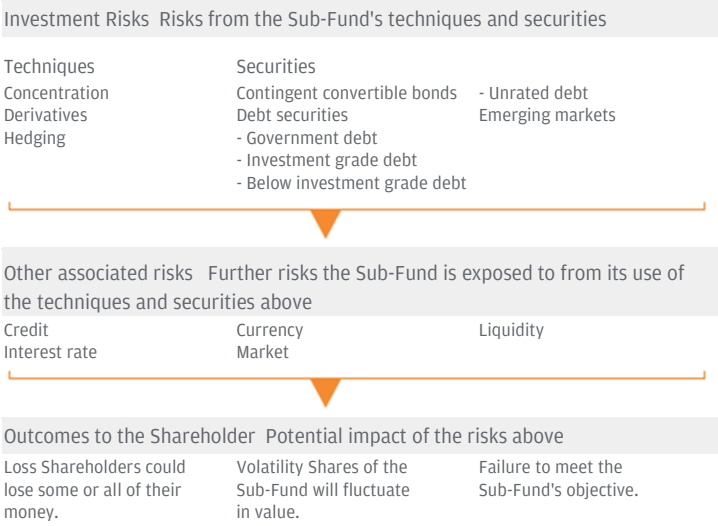 Investment Risks Risks from the Sub-Fund's techniques and securities
Techniques
Concentration
Derivatives
Hedging
Securities
Contingent convertible bonds
Debt securities
- Government debt
- Investment grade debt
- Below investment grade debt
- Unrated debt
Emerging markets
Other associated risks Further risks the Sub-Fund is exposed to from its use of
the techniques and securities above
Credit
Interest rate
Currency
Market
Liquidity
Outcomes to the Shareholder Potential impact of the risks above
Loss Shareholders could
lose some or all of their
money.
Volatility Shares of the
Sub-Fund will fluctuate
in value.
Failure to meet the
Sub-Fund's objective.